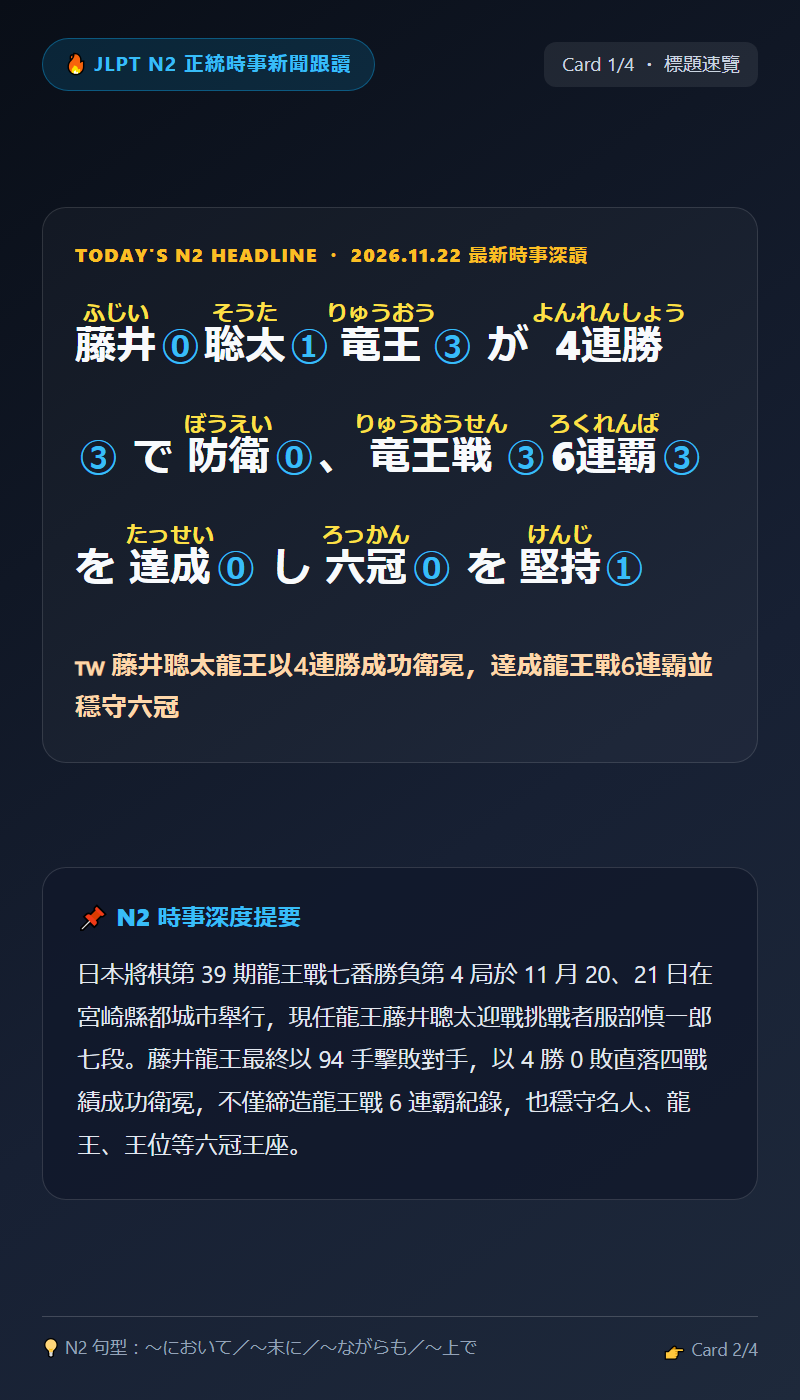 🔥 JLPT N2 正統時事新聞跟讀
Card 1/4 · 標題速覽
TODAY'S N2 HEADLINE · 2026.11.22 最新時事深讀
ふじい そうた りゅうおう よんれんしょう
藤井⓪聡太①竜王③が4連勝
ぼうえい りゅうおうせん ろくれんぱ
③で防衛⓪、竜王戦③6連覇③
たっせい ろっかん けんじ
を達成⓪し六冠⓪を堅持①
TW 藤井聰太龍王以4連勝成功衛冕，達成龍王戰6連霸並
穩守六冠
📌 N2 時事深度提要
日本將棋第 39 期龍王戰七番勝負第 4 局於 11 月 20、21 日在
宮崎縣都城市舉行，現任龍王藤井聰太迎戰挑戰者服部慎一郎
七段。藤井龍王最終以 94 手擊敗對手，以 4 勝 0 敗直落四戰
績成功衛冕，不僅締造龍王戰 6 連霸紀錄，也穩守名人、龍
王、王位等六冠王座。
💡 N2 句型：～において／～末に／～ながらも／～上で
👉 Card 2/4